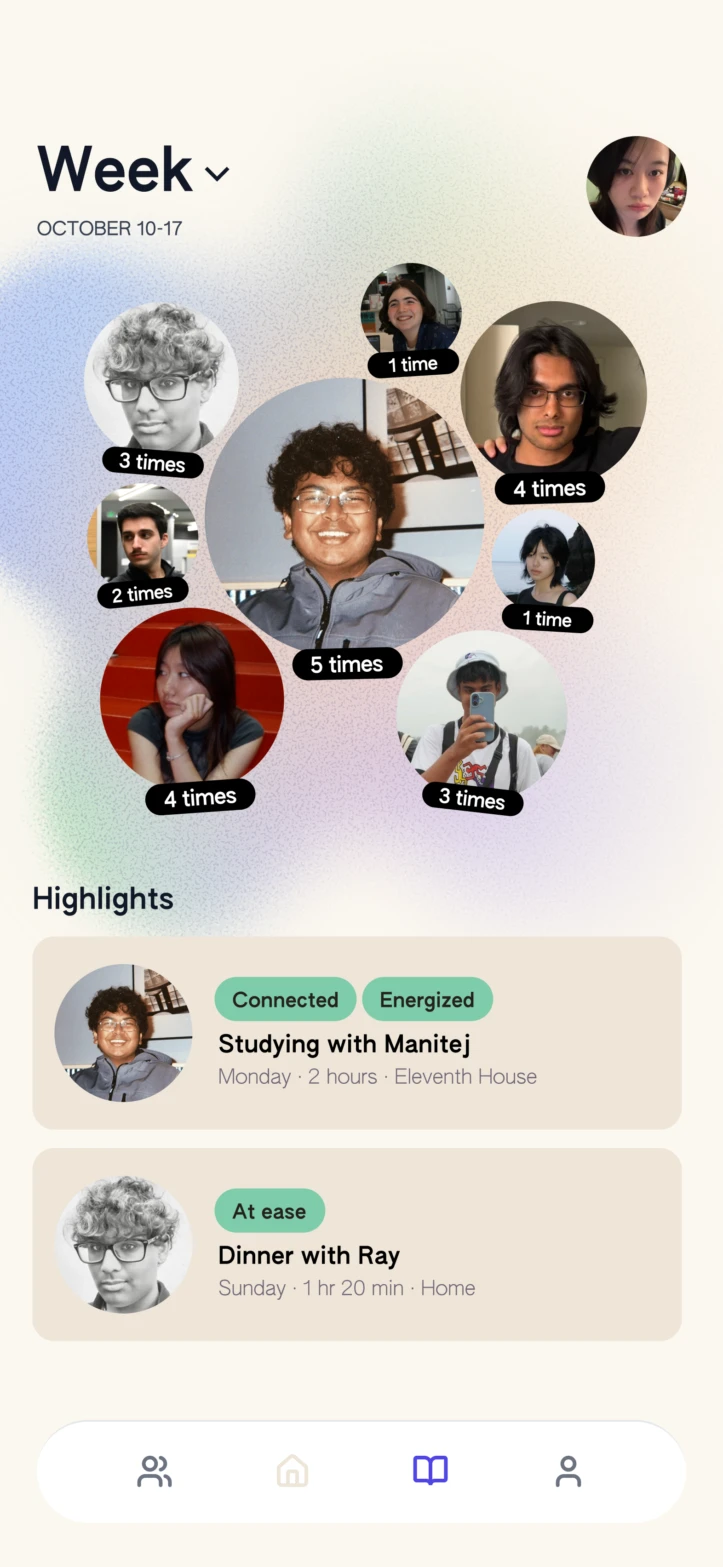 Week
OCTOBER 10-17
1 time
3 times
4 times
2 times
1 time
5 times
4 times
3 times
Highlights
Connected Energized
Studying with Manitej
Monday · 2 hours · Eleventh House
At ease
Dinner with Ray
Sunday · 1 hr 20 min · Home